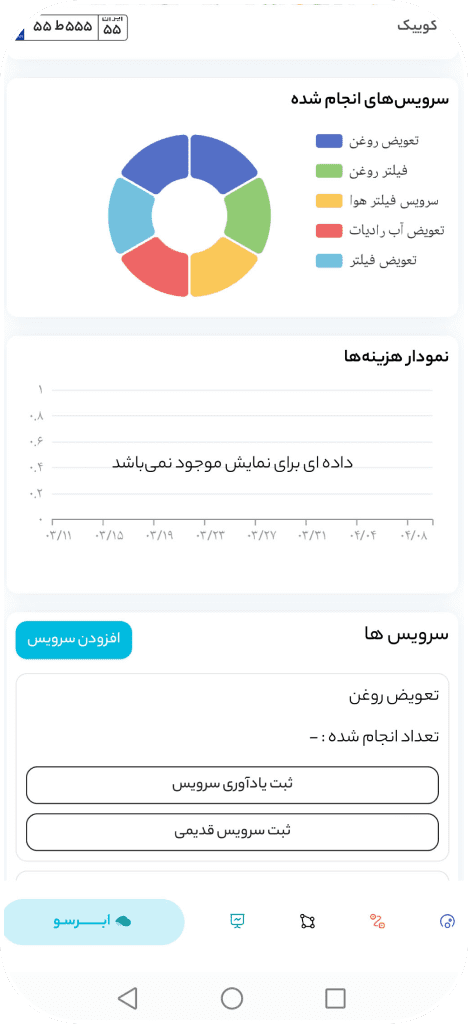 کوییک
ایران
۵۵۵ط ۵۵
۵۵
سرویس‌های انجام شده
تعویض روغن
فیلتر روغن
سرویس فیلتر هوا
تعویض آب رادیات
تعویض فیلتر
نمودار هزینه‌ها
۱
۰.۸
۰.۶
۰.۴
۰.۲
۰
داده ای برای نمایش موجود نمی‌باشد
۰۳/۱۱ ۰۳/۱۵ ۰۳/۱۹ ۰۳/۲۳ ۰۳/۲۷ ۰۳/۳۱ ۰۴/۰۴ ۰۴/۰۸
سرویس ها
افزودن سرویس
تعویض روغن
تعداد انجام شده : -
ثبت یادآوری سرویس
ثبت سرویس قدیمی
ابـــرسـو